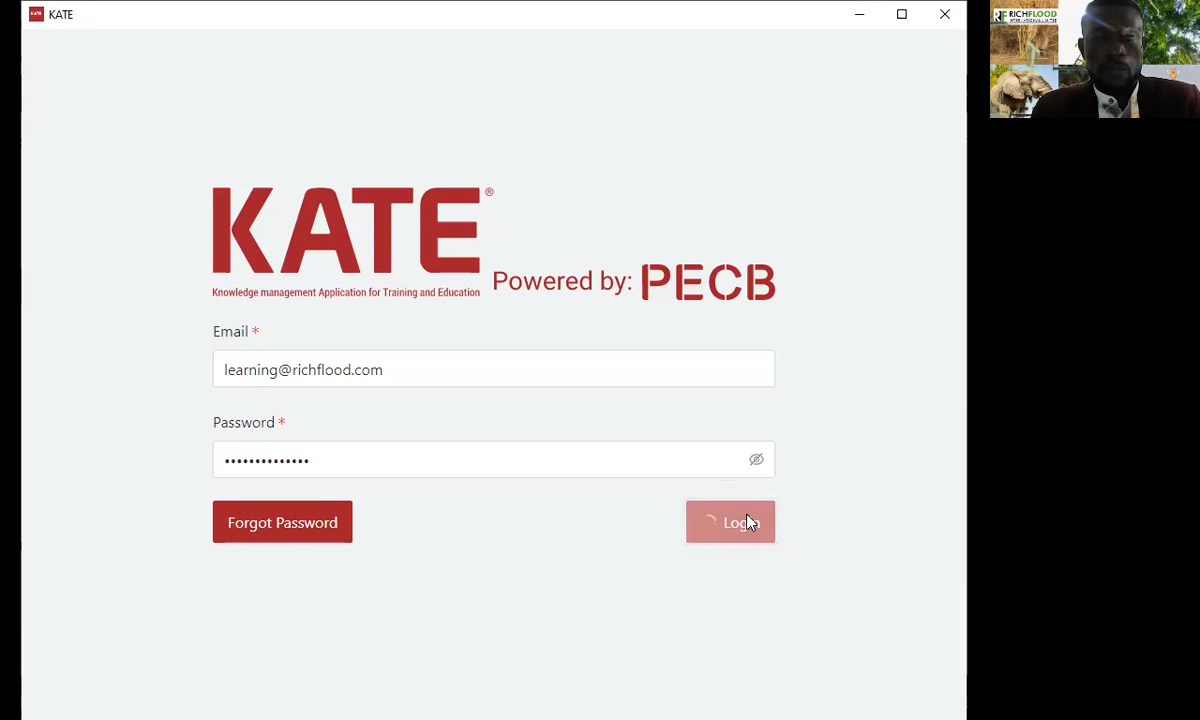 KATE
RICHFLOOD
KATE®
Knowledge management Application for Training and Education
Powered by: PECB
Email *
learning@richflood.com
Password *
••••••••••••••
Forgot Password
Login